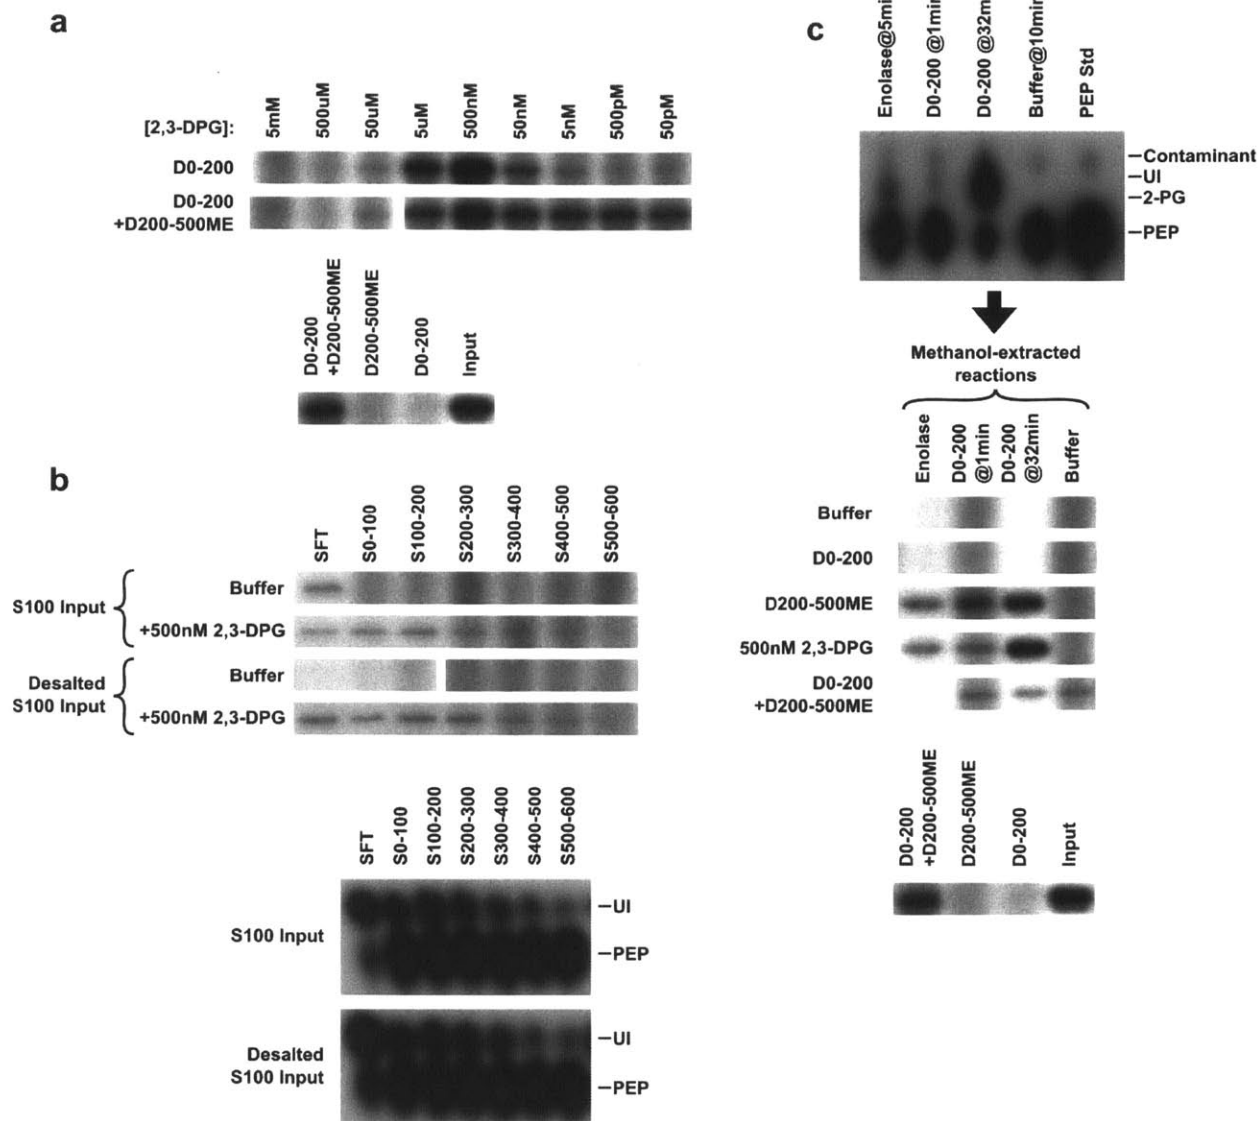 a
[2,3-DPG]:
5mM
500uM
50uM
5uM
500nM
50nM
5nM
500pM
50pM
D0-200
D0-200
+D200-500ME
D0-200
+D200-500ME
D200-500ME
D0-200
Input
b
SFT
S0-100
S100-200
S200-300
S300-400
S400-500
S500-600
S100 Input
Buffer
+500nM 2,3-DPG
Desalted
S100 Input
Buffer
+500nM 2,3-DPG
SFT
S0-100
S100-200
S200-300
S300-400
S400-500
S500-600
S100 Input
UI
PEP
Desalted
S100 Input
UI
PEP
c
Enolase@5mi
D0-200 @1min
D0-200 @32m
Buffer@10min
PEP Std
Contaminant
UI
2-PG
PEP
Methanol-extracted
reactions
Enolase
D0-200
@1min
D0-200
@32min
Buffer
Buffer
D0-200
D200-500ME
500nM 2,3-DPG
D0-200
+D200-500ME
D0-200
+D200-500ME
D200-500ME
D0-200
Input